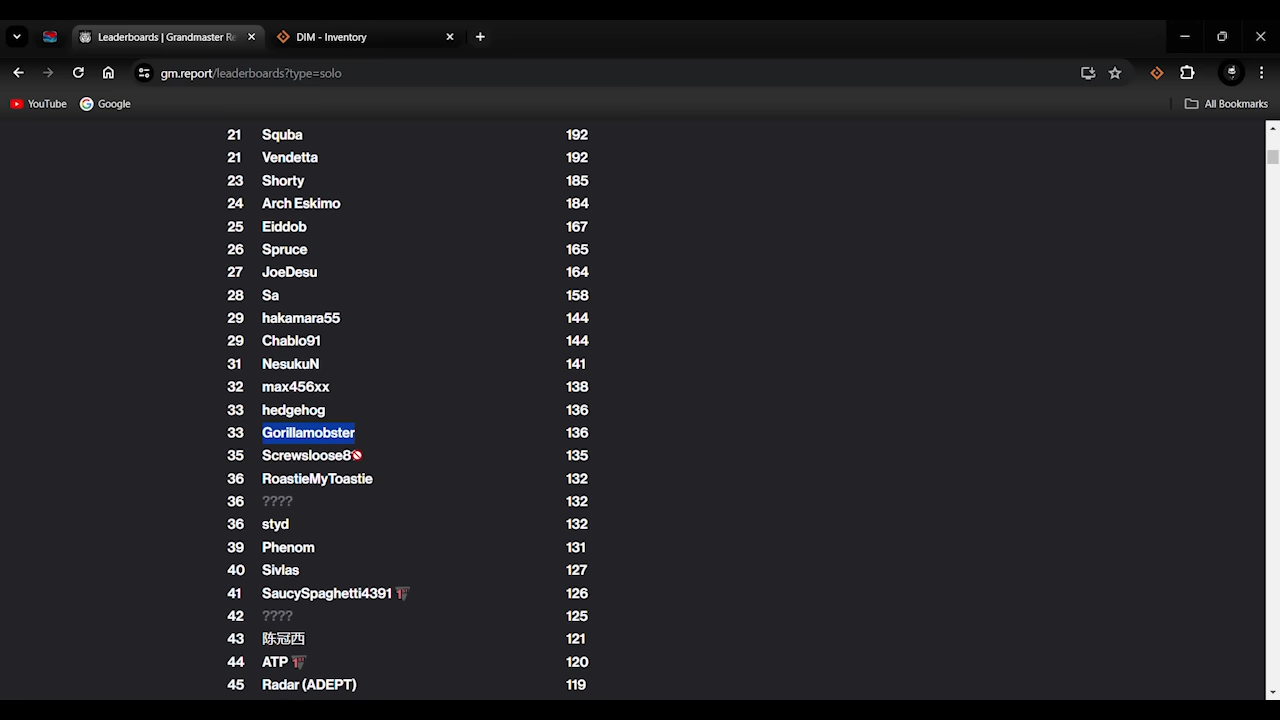 Leaderboards | Grandmaster Re
DIM - Inventory
gm.report/leaderboards?type=solo
YouTube
Google
All Bookmarks
21 Squba 192
21 Vendetta 192
23 Shorty 185
24 Arch Eskimo 184
25 Eiddob 167
26 Spruce 165
27 JoeDesu 164
28 Sa 158
29 hakamara55 144
29 Chablo91 144
31 NesukuN 141
32 max456xx 138
33 hedgehog 136
33 Gorillamobster 136
35 Screwsloose8 135
36 RoastieMyToastie 132
36 ???? 132
36 styd 132
39 Phenom 131
40 Sivlas 127
41 SaucySpaghetti4391 126
42 ???? 125
43 陈冠西 121
44 ATP 120
45 Radar (ADEPT) 119